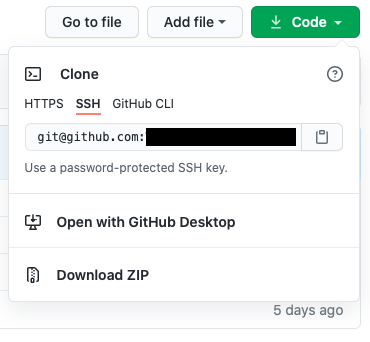 Go to file Add file Code
Clone
HTTPS SSH GitHub CLI
git@github.com:
Use a password-protected SSH key.
Open with GitHub Desktop
Download ZIP
5 days ago